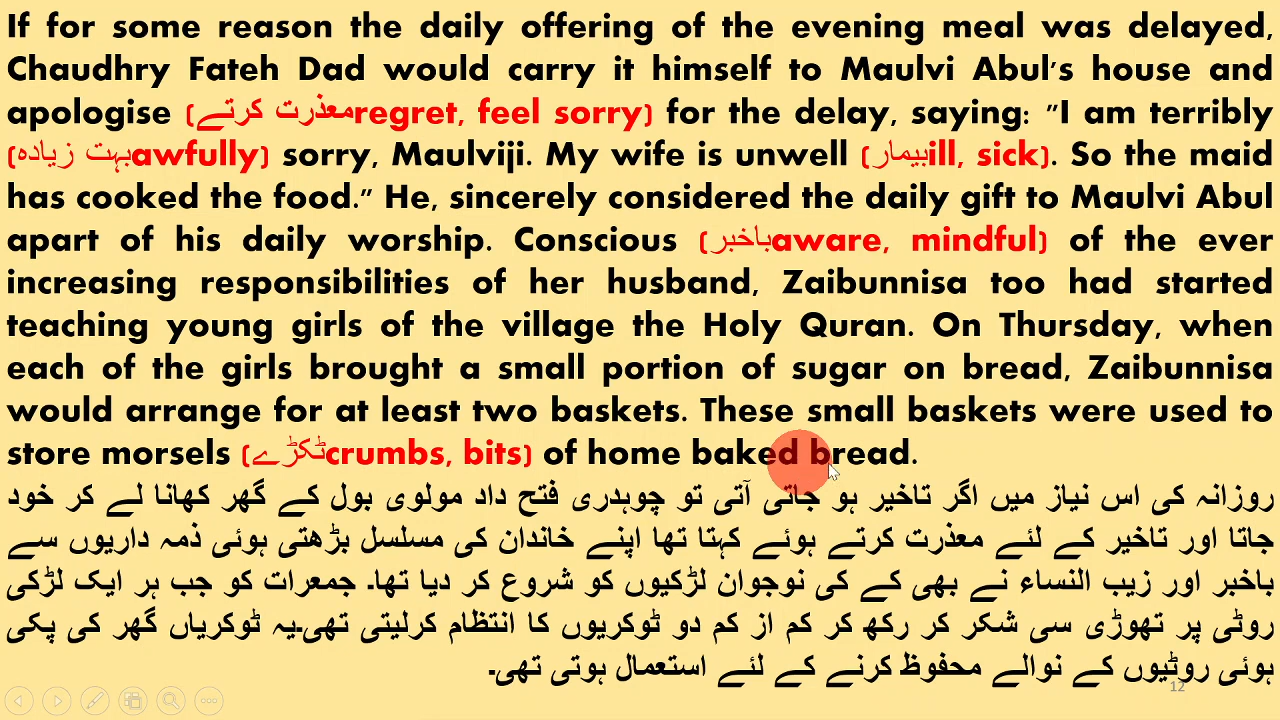 If for some reason the daily offering of the evening meal was delayed,
Chaudhry Fateh Dad would carry it himself to Maulvi Abul's house and
apologise (معذرت کرتےregret, feel sorry) for the delay, saying: "I am terribly
(بہت زیادہawfully) sorry, Maulviji. My wife is unwell (بیمارill, sick). So the maid
has cooked the food." He, sincerely considered the daily gift to Maulvi Abul
apart of his daily worship. Conscious (باخبرaware, mindful) of the ever
increasing responsibilities of her husband, Zaibunnisa too had started
teaching young girls of the village the Holy Quran. On Thursday, when
each of the girls brought a small portion of sugar on bread, Zaibunnisa
would arrange for at least two baskets. These small baskets were used to
store morsels (ٹکڑےcrumbs, bits) of home baked bread.
روزانہ کی اس نیاز میں اگر تاخیر ہو جاتی آتی تو چوہدری فتح داد مولوی بول کے گھر کھانا لے کر خود
جاتا اور تاخیر کے لئے معذرت کرتے ہوئے کہتا تھا اپنے خاندان کی مسلسل بڑھتی ہوئی ذمہ داریوں سے
باخبر اور زیب النساء نے بھی کے کی نوجوان لڑکیوں کو شروع کر دیا تھا۔ جمعرات کو جب ہر ایک لڑکی
روٹی پر تھوڑی سی شکر کر رکھ کر کم از کم دو ٹوکریوں کا انتظام کرلیتی تھی۔یہ ٹوکریاں گھر کی پکی
ہوئی روٹیوں کے نوالے محفوظ کرنے کے لئے استعمال ہوتی تھی۔
12